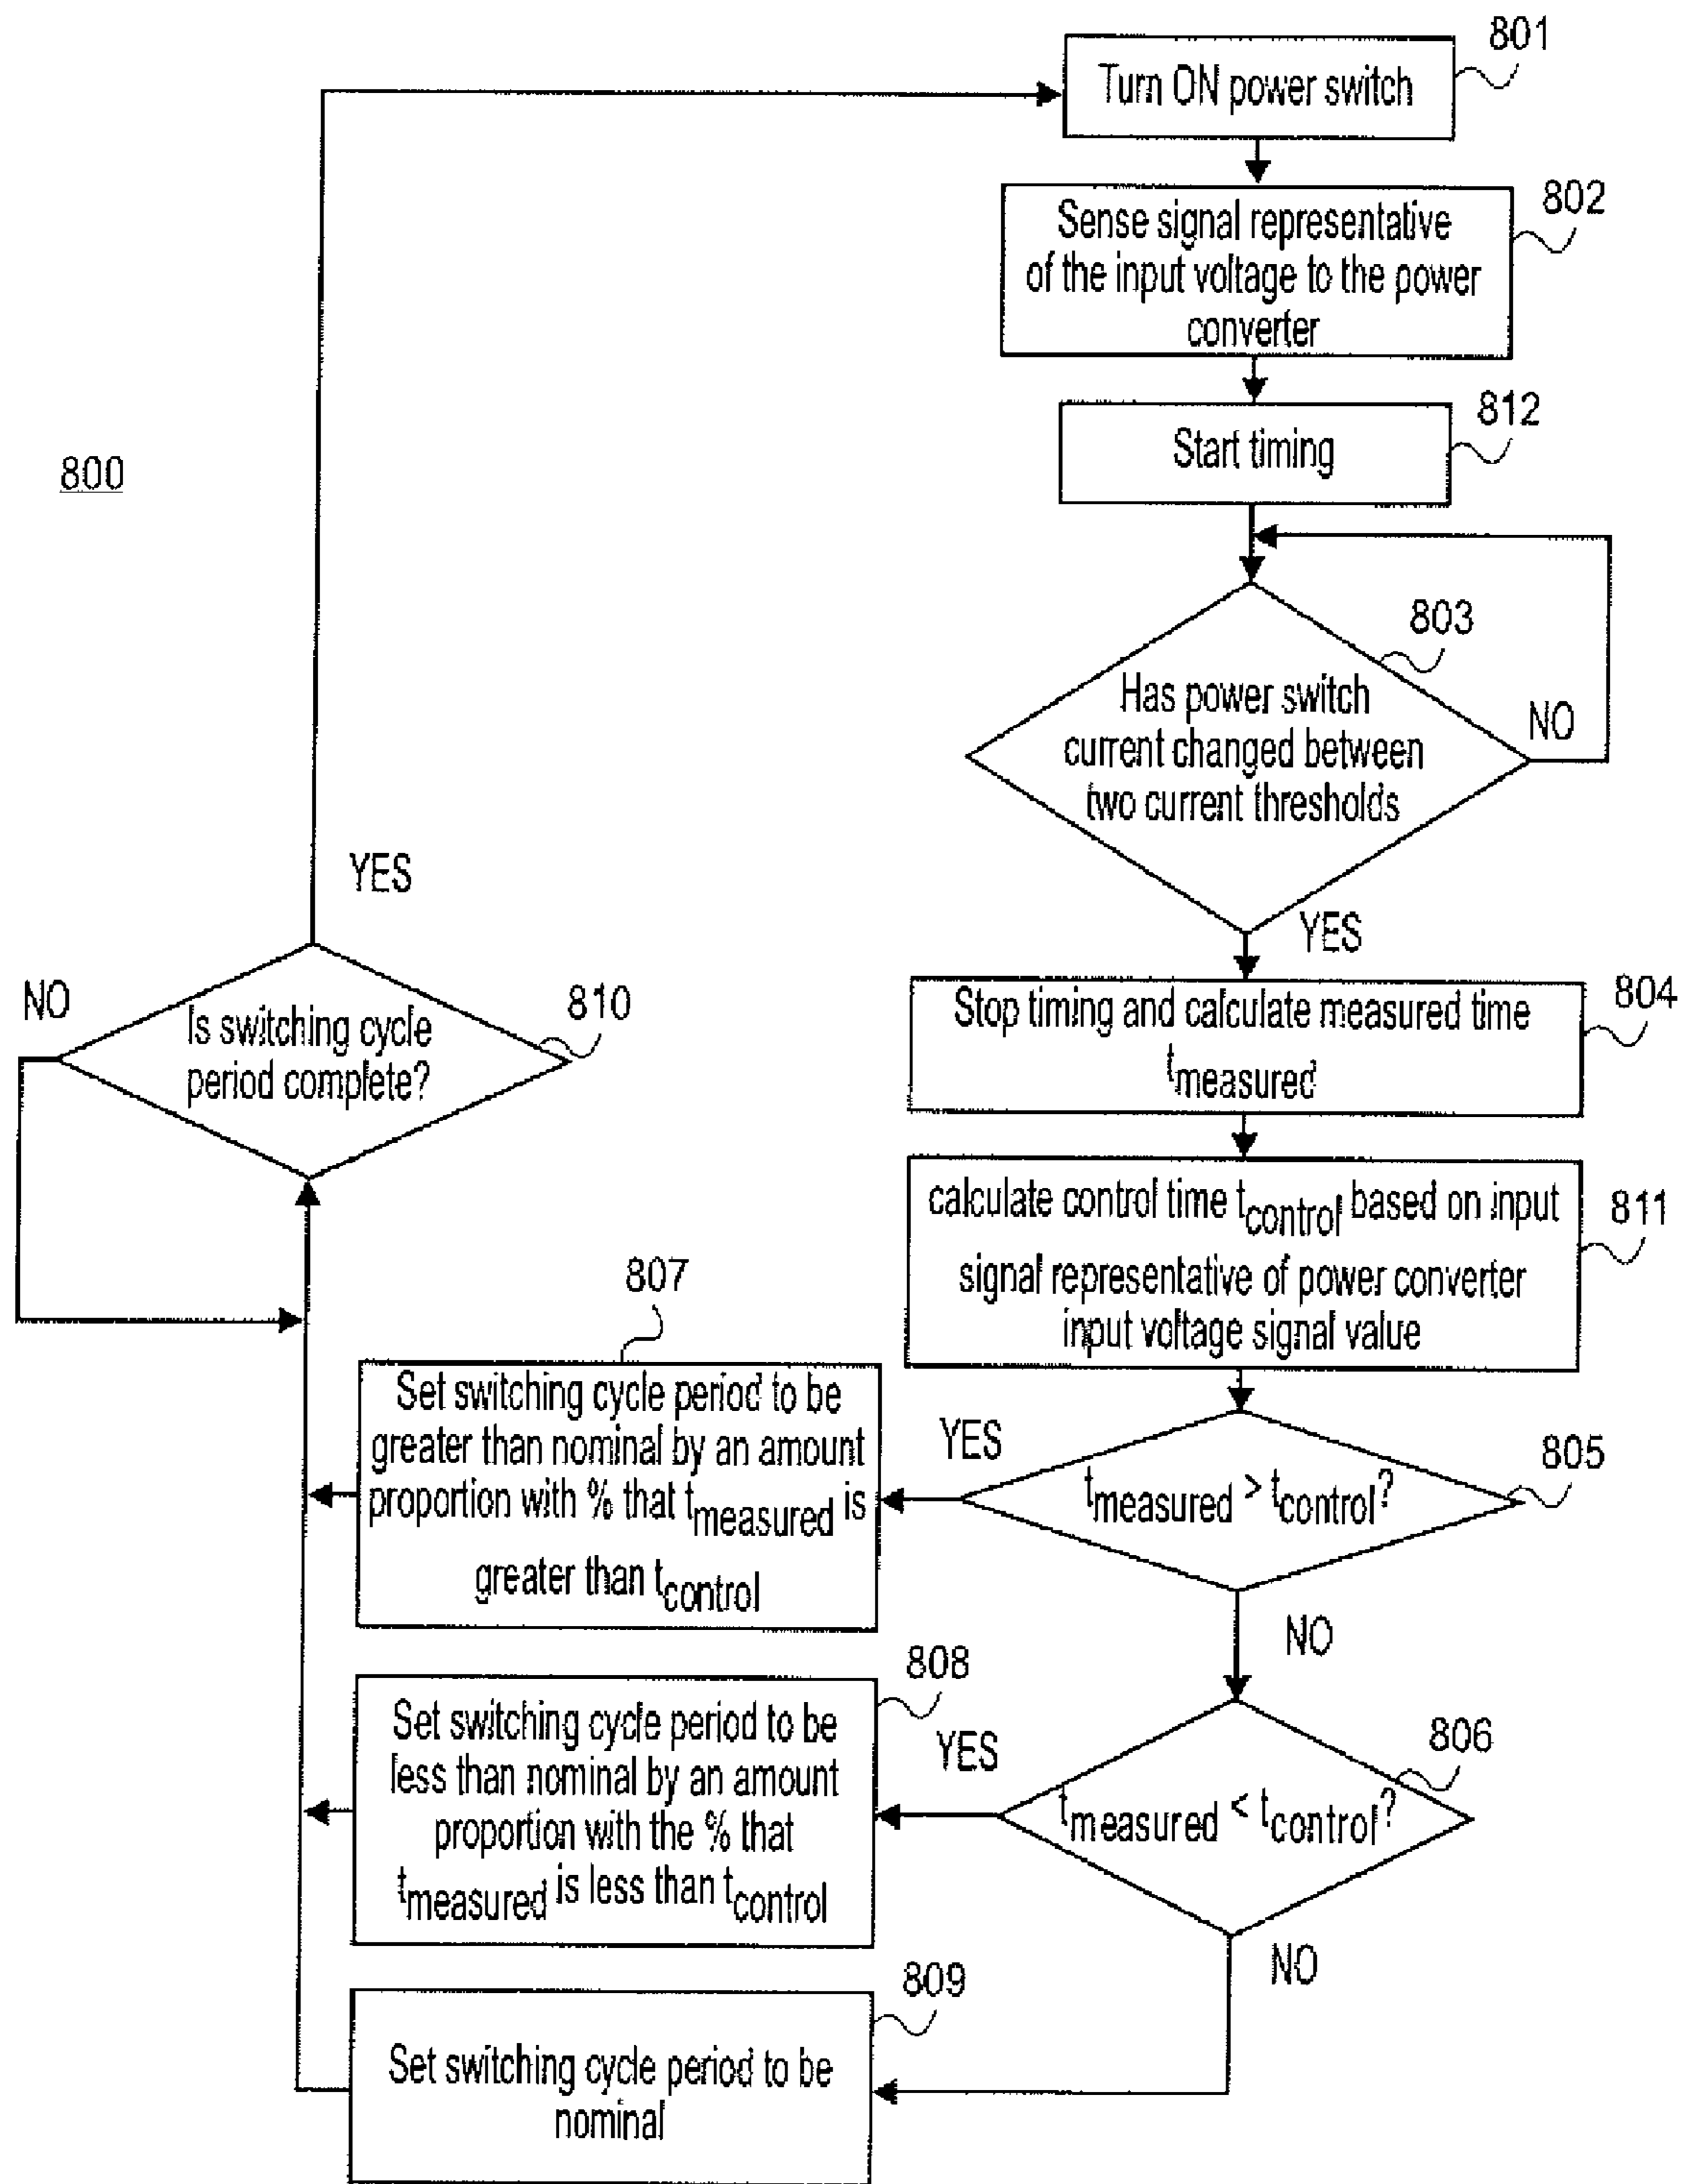 801
Turn ON power switch
802
Sense signal representative
of the input voltage to the power
converter
812
Start timing
800
803
Has power switch
current changed between
two current thresholds
NO
YES
YES
NO
Is switching cycle
period complete?
810
804
Stop timing and calculate measured time
tmeasured
811
calculate control time tcontrol based on input
signal representative of power converter
input voltage signal value
807
Set switching cycle period to be
greater than nominal by an amount
proportion with % that tmeasured is
greater than tcontrol
YES
805
tmeasured > tcontrol?
NO
808
Set switching cycle period to be
less than nominal by an amount
proportion with the % that
tmeasured is less than tcontrol
YES
806
tmeasured < tcontrol?
NO
809
Set switching cycle period to be
nominal